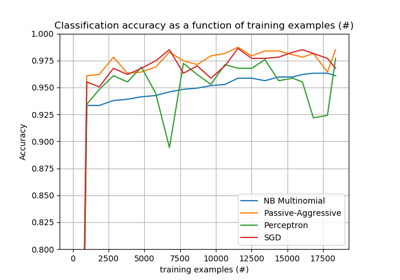 Classification accuracy as a function of training examples (#)
1.000
0.975
0.950
0.925
0.900
0.875
0.850
0.825
0.800
Accuracy
NB Multinomial
Passive-Aggressive
Perceptron
SGD
0 2500 5000 7500 10000 12500 15000 17500
training examples (#)